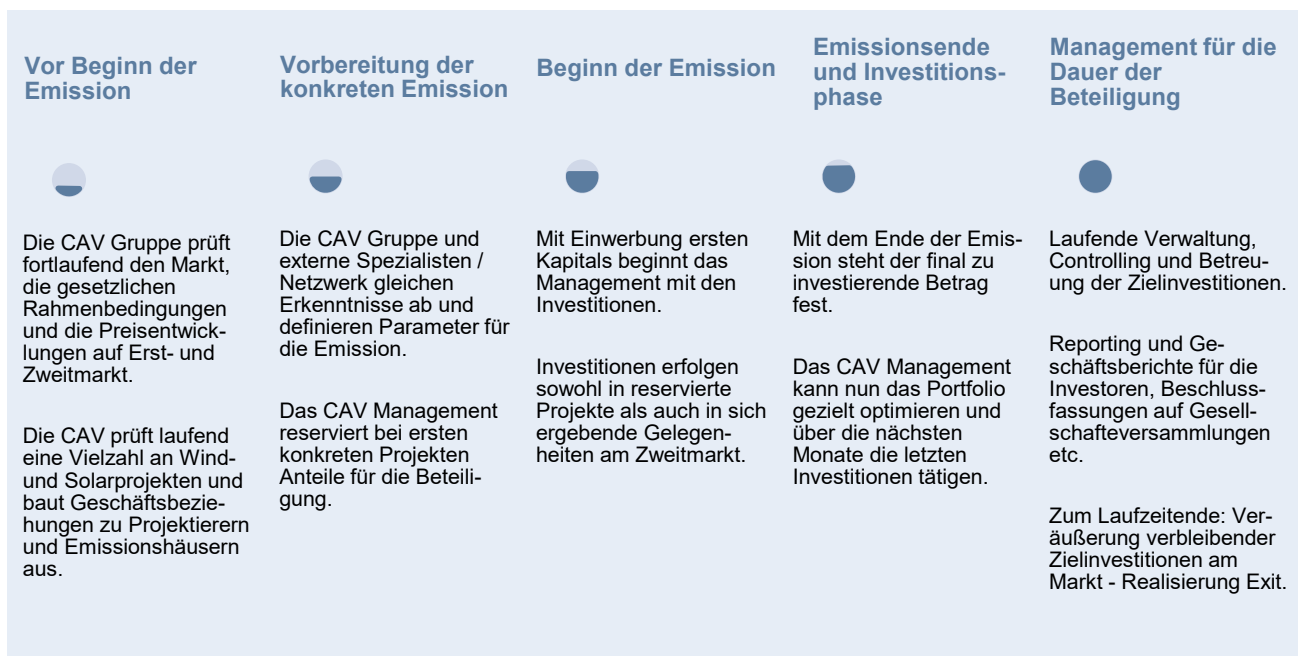 Vor Beginn der
Emission
Die CAV Gruppe prüft
fortlaufend den Markt,
die gesetzlichen
Rahmenbedingungen
und die Preisentwick-
lungen auf Erst- und
Zweitmarkt.
Die CAV prüft laufend
eine Vielzahl an Wind-
und Solarprojekten und
baut Geschäftsbezie-
hungen zu Projektierern
und Emissionshäusern
aus.
Vorbereitung der
konkreten Emission
Die CAV Gruppe und
externe Spezialisten /
Netzwerk gleichen
Erkenntnisse ab und
definieren Parameter für
die Emission.
Das CAV Management
reserviert bei ersten
konkreten Projekten
Anteile für die Beteili-
gung.
Beginn der Emission
Mit Einwerbung ersten
Kapitals beginnt das
Management mit den
Investitionen.
Investitionen erfolgen
sowohl in reservierte
Projekte als auch in sich
ergebende Gelegen-
heiten am Zweitmarkt.
Emissionsende
und Investitions-
phase
Mit dem Ende der Emis-
sion steht der final zu
investierende Betrag
fest.
Das CAV Management
kann nun das Portfolio
gezielt optimieren und
über die nächsten
Monate die letzten
Investitionen tätigen.
Management für die
Dauer der
Beteiligung
Laufende Verwaltung,
Controlling und Betreu-
ung der Zielinvestitionen.
Reporting und Ge-
schäftsberichte für die
Investoren, Beschluss-
fassungen auf Gesell-
schafteversammlungen
etc.
Zum Laufzeitende: Ver-
äußerung verbleibender
Zielinvestitionen am
Markt - Realisierung Exit.